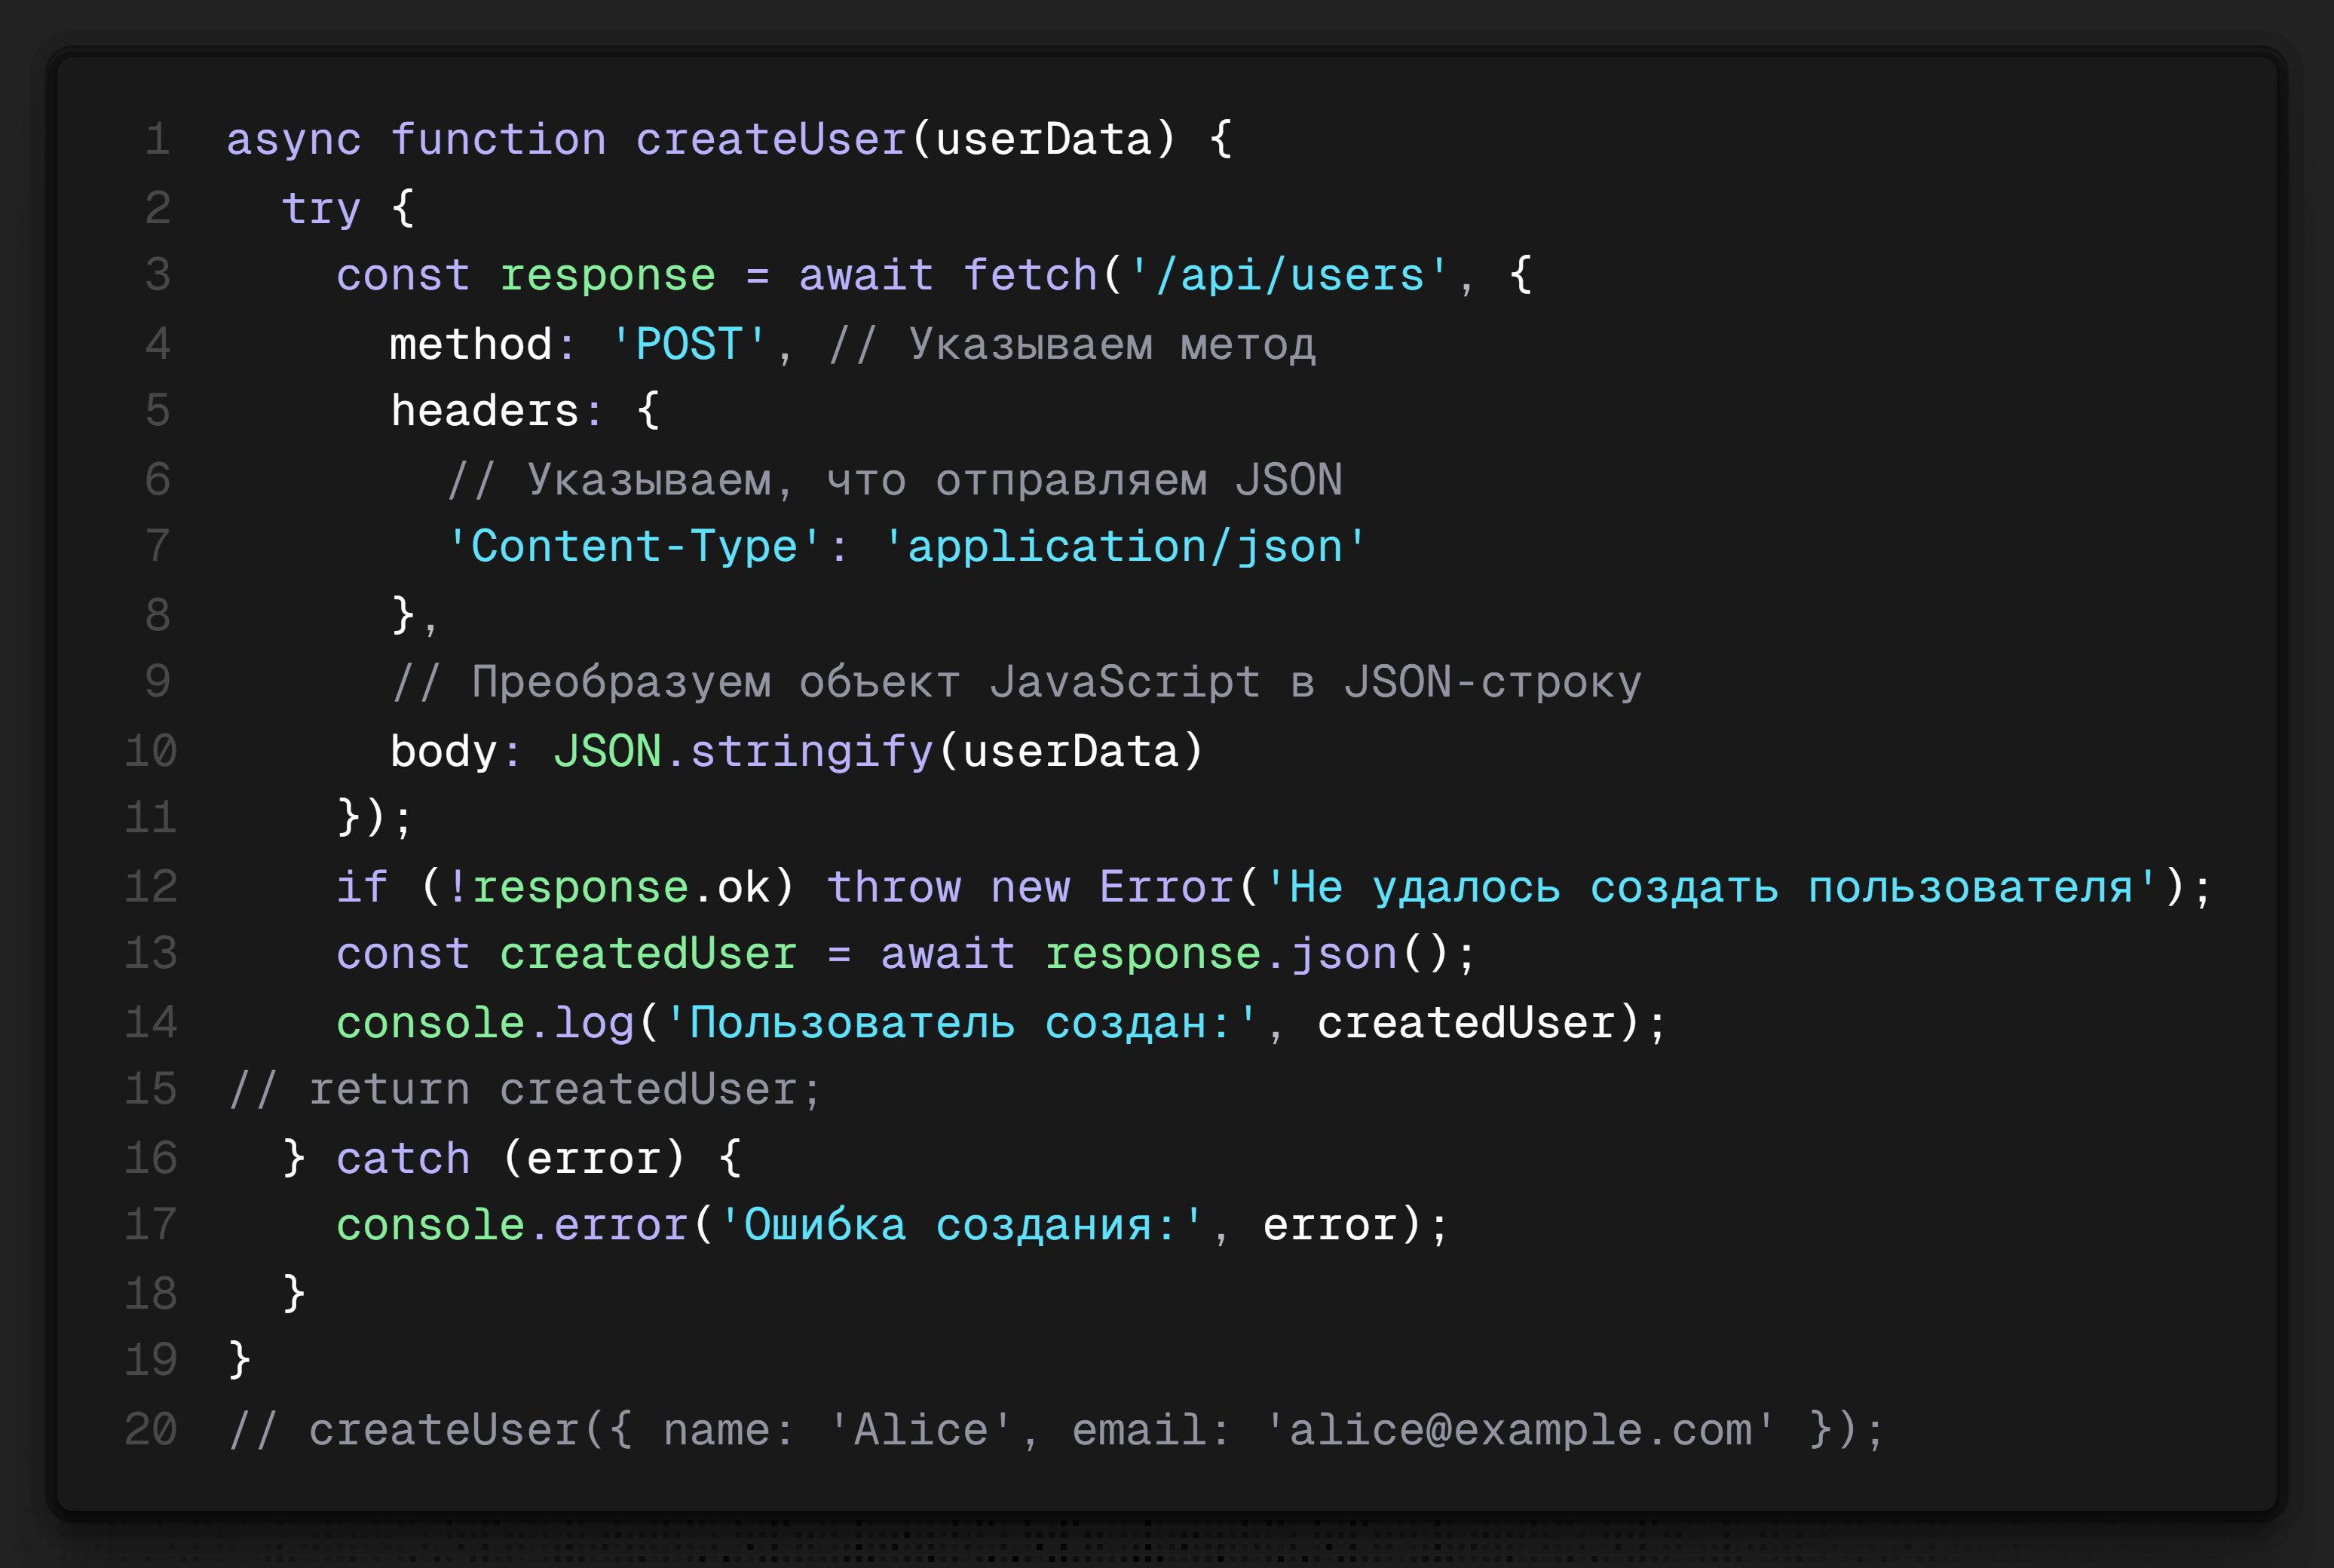 1 async function createUser(userData) {
2   try {
3     const response = await fetch('/api/users', {
4       method: 'POST', // Указываем метод
5       headers: {
6         // Указываем, что отправляем JSON
7         'Content-Type': 'application/json'
8       },
9       // Преобразуем объект JavaScript в JSON-строку
10       body: JSON.stringify(userData)
11     });
12     if (!response.ok) throw new Error('Не удалось создать пользователя');
13     const createdUser = await response.json();
14     console.log('Пользователь создан:', createdUser);
15 // return createdUser;
16   } catch (error) {
17     console.error('Ошибка создания:', error);
18   }
19 }
20 // createUser({ name: 'Alice', email: 'alice@example.com' });